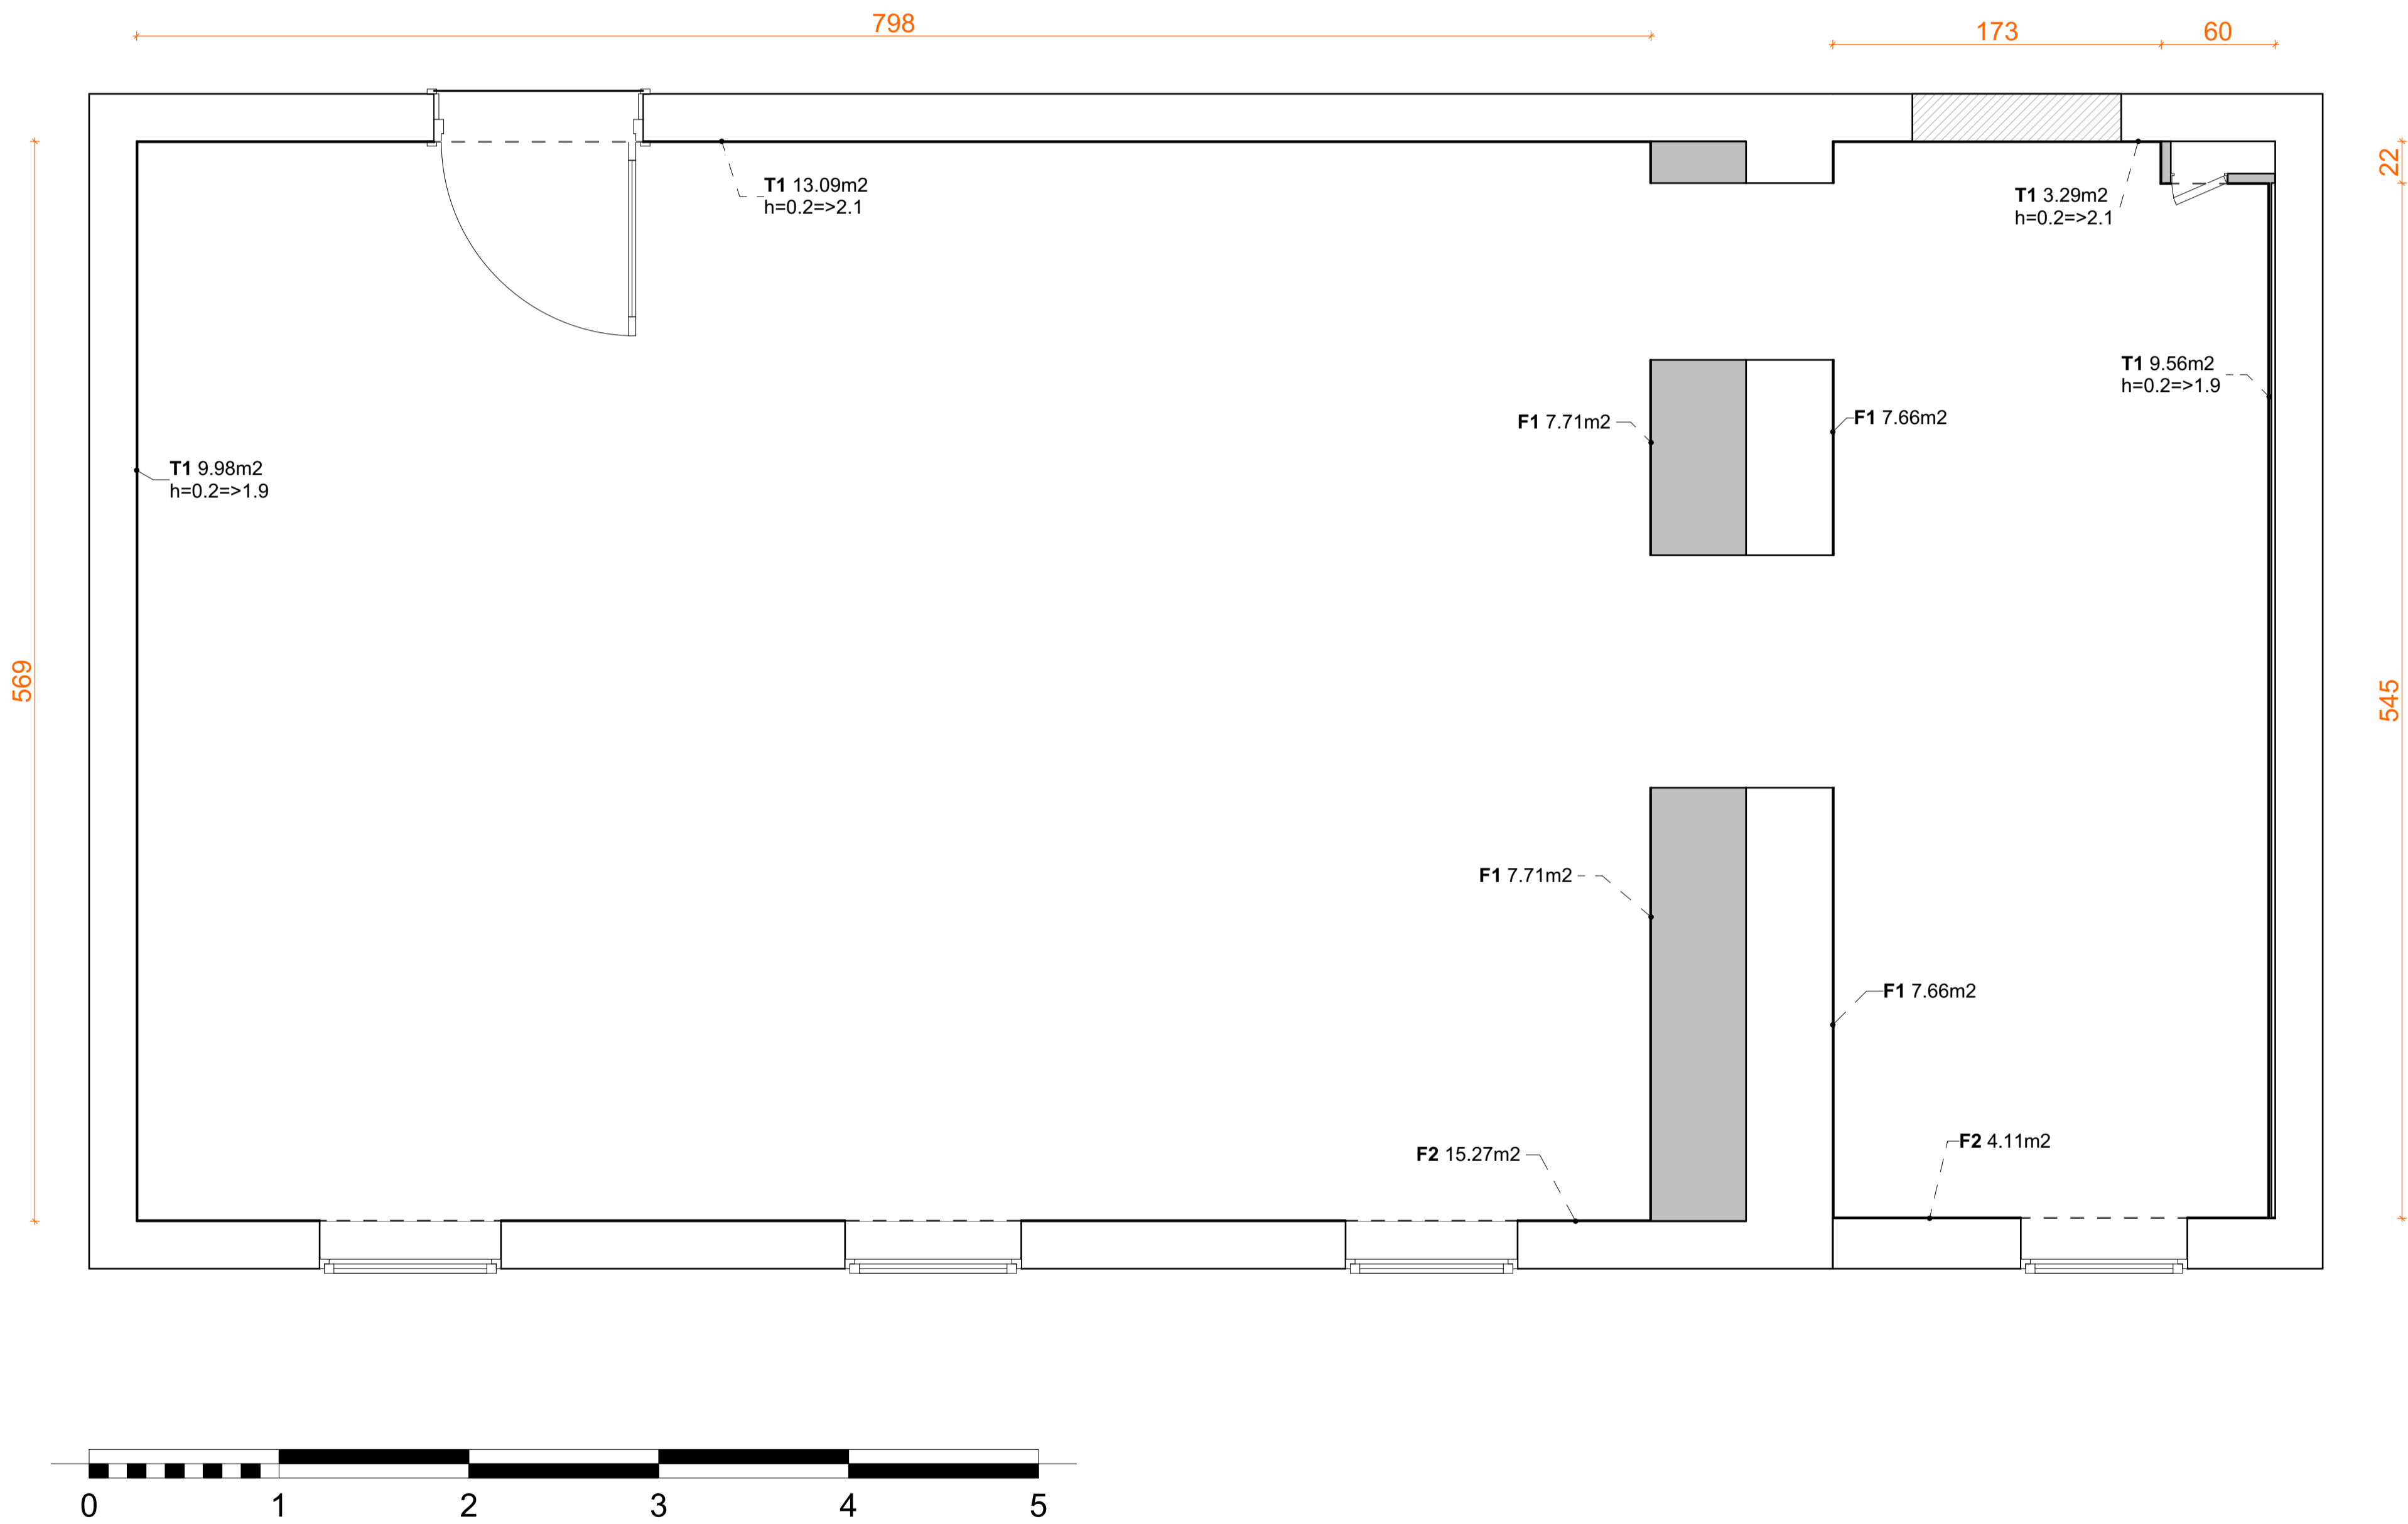 798
173
60
22
T1 13.09m2
h=0.2=>2.1
T1 3.29m2
h=0.2=>2.1
T1 9.56m2
h=0.2=>1.9
F1 7.71m2
F1 7.66m2
T1 9.98m2
h=0.2=>1.9
569
545
F1 7.71m2
F1 7.66m2
F2 15.27m2
F2 4.11m2
0 1 2 3 4 5